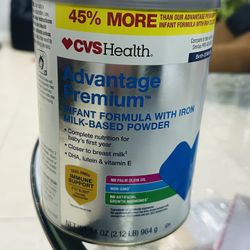 45% MORE
THAN OUR ADVANTAGE
INFANT FORMULA WITH IRON
CVSHealth.
Advantage
Premium™
INFANT FORMULA WITH IRON
MILK-BASED POWDER
• Complete nutrition for
baby's first year
• Closer to breast milk
• DHA, lutein & vitamin E
IMMUNE
SUPPORT
NO PALM OLEIN OIL
NON-GMO
NO ARTIFICIAL
GROWTH HORMONES
OZ (2.12 LB) 964 g